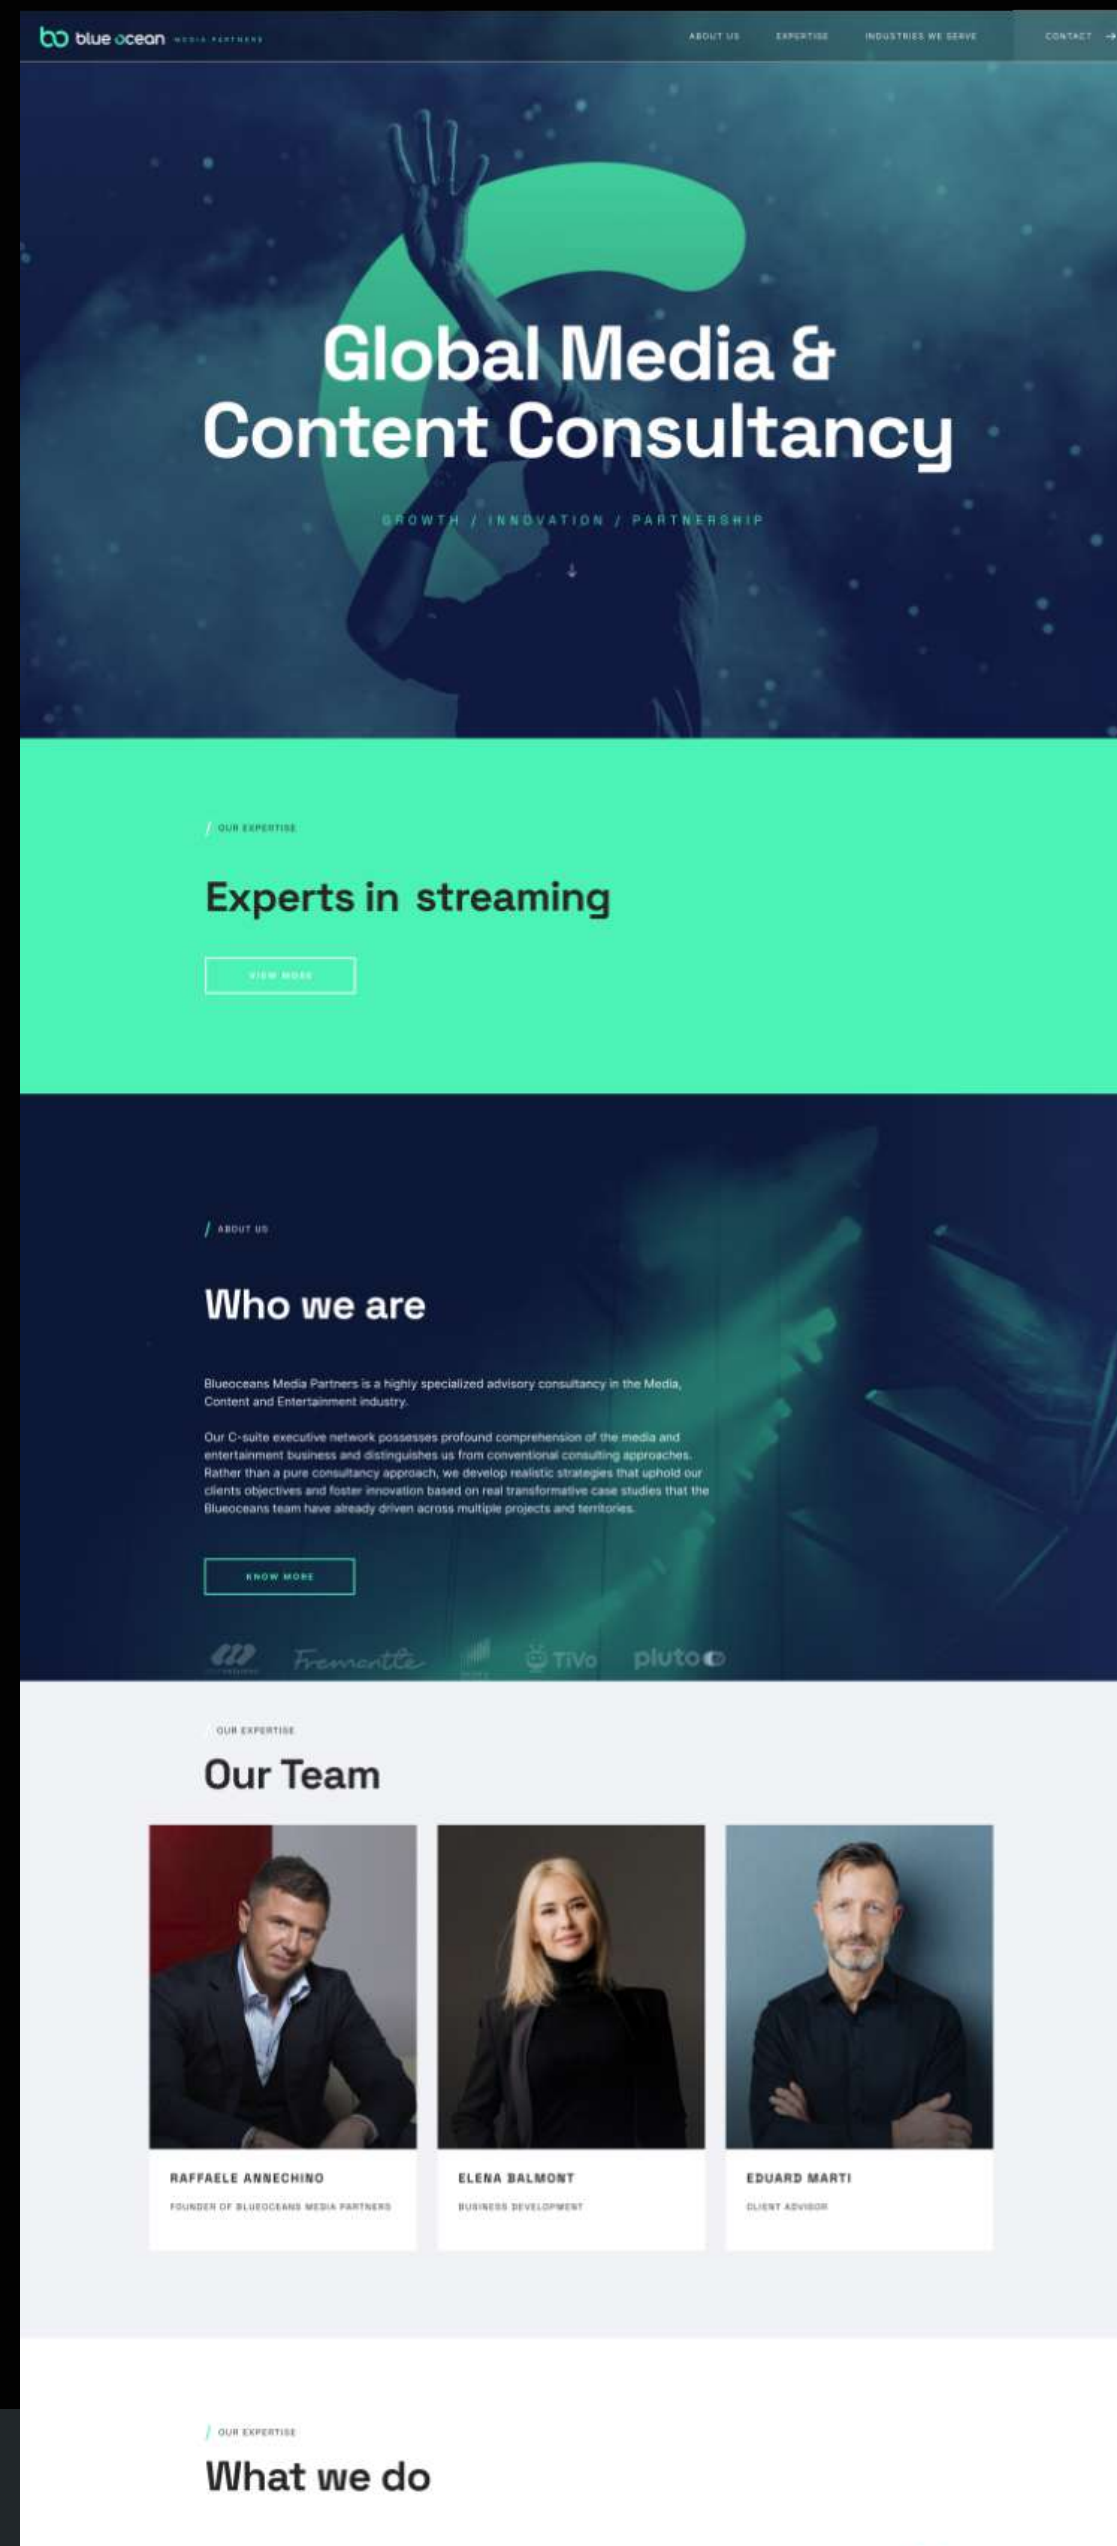 blue ocean MEDIA PARTNERS
ABOUT US
EXPERTISE
INDUSTRIES WE SERVE
CONTACT →
Global Media &
Content Consultancy
GROWTH / INNOVATION / PARTNERSHIP
↓
/ OUR EXPERTISE
Experts in streaming
VIEW MORE
/ ABOUT US
Who we are
Blueoceans Media Partners is a highly specialized advisory consultancy in the Media,
Content and Entertainment industry.
Our C-suite executive network possesses profound comprehension of the media and
entertainment business and distinguishes us from conventional consulting approaches.
Rather than a pure consultancy approach, we develop realistic strategies that uphold our
clients objectives and foster innovation based on real transformative case studies that the
Blueoceans team have already driven across multiple projects and territories.
KNOW MORE
Fremantle
TiVo
pluto
/ OUR EXPERTISE
Our Team
RAFFAELE ANNECHINO
FOUNDER OF BLUEOCEANS MEDIA PARTNERS
ELENA BALMONT
BUSINESS DEVELOPMENT
EDUARD MARTI
CLIENT ADVISOR
/ OUR EXPERTISE
What we do